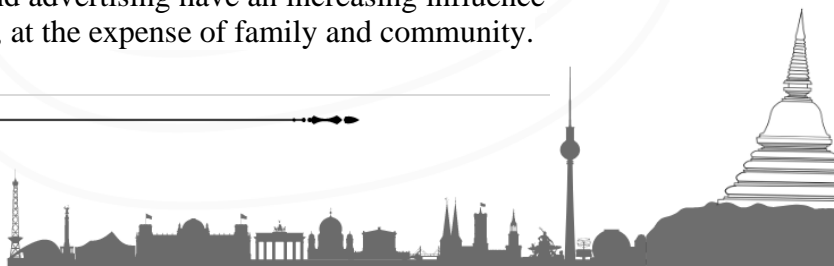 d advertising have an increasing influence
, at the expense of family and community.